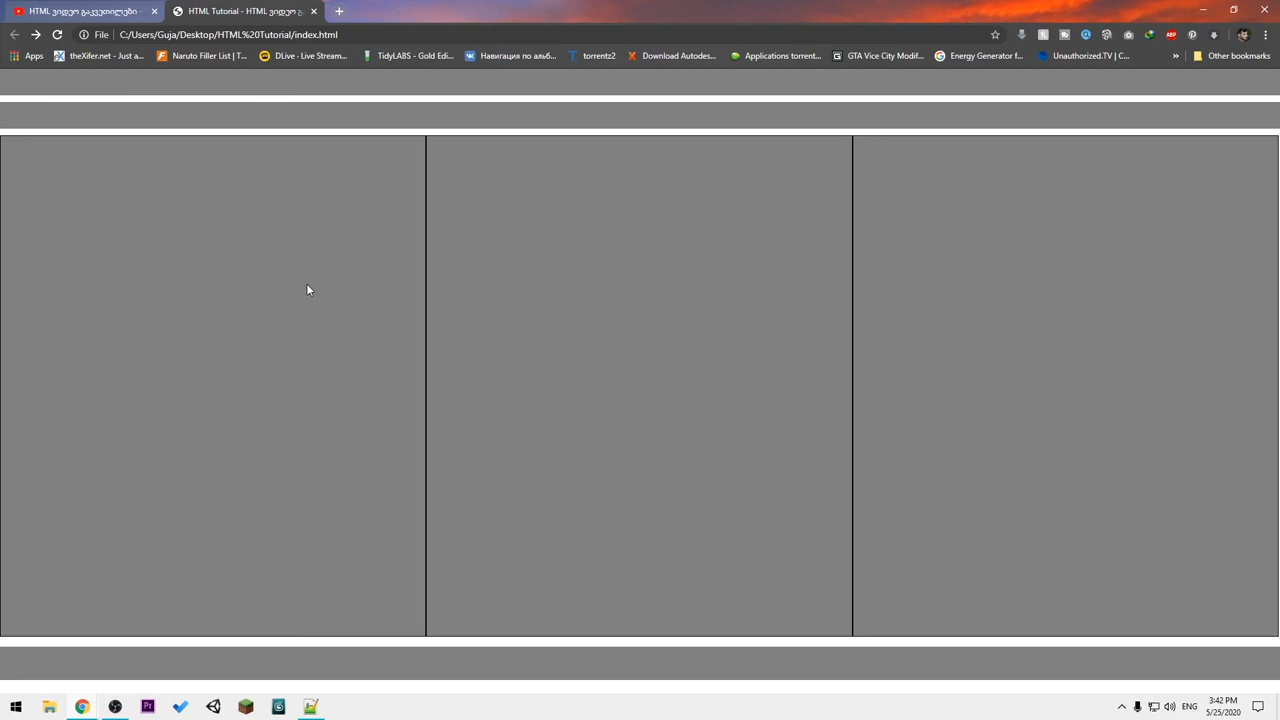 HTML ვიდეო გაკვეთილები -
HTML Tutorial - HTML ვიდეო გ
File C:/Users/Guja/Desktop/HTML%20Tutorial/index.html
Apps theXifer.net - Just a... Naruto Filler List | T... DLive - Live Stream... TidyLABS - Gold Edi... Навигация по альб... torrentz2 Download Autodes... Applications torrent... GTA Vice City Modif... Energy Generator f... Unauthorized.TV | C... » Other bookmarks
ABP
Pr
ENG
3:42 PM
5/25/2020